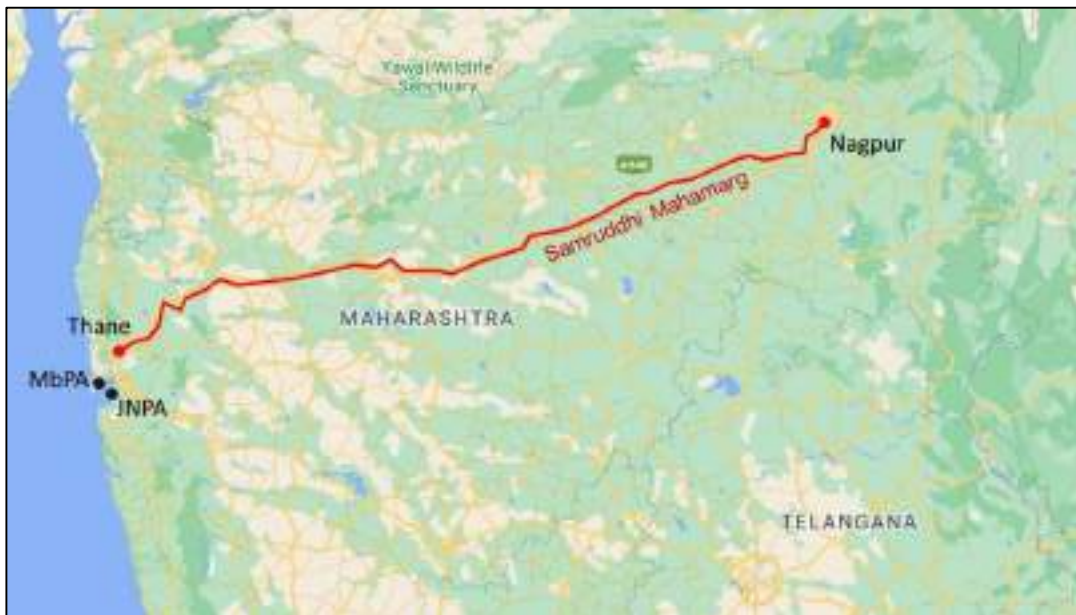 Yawal Wildlife
Sanctuary
Nagpur
Samruddhi Mahamarg
Thane
MAHARASHTRA
MbPA
JNPA
TELANGANA